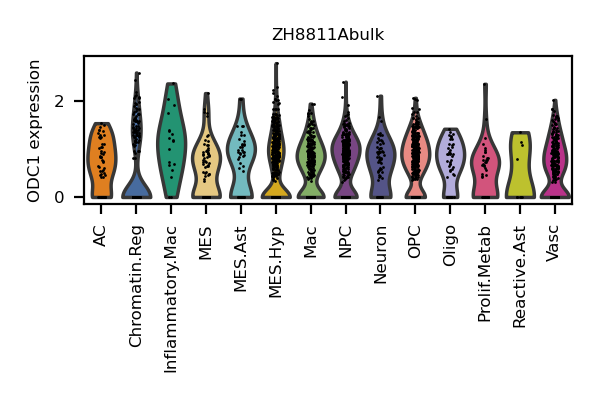 ZH8811Abulk
ODC1 expression
2
0
AC
Chromatin.Reg
Inflammatory.Mac
MES
MES.Ast
MES.Hyp
Mac
NPC
Neuron
OPC
Oligo
Prolif.Metab
Reactive.Ast
Vasc